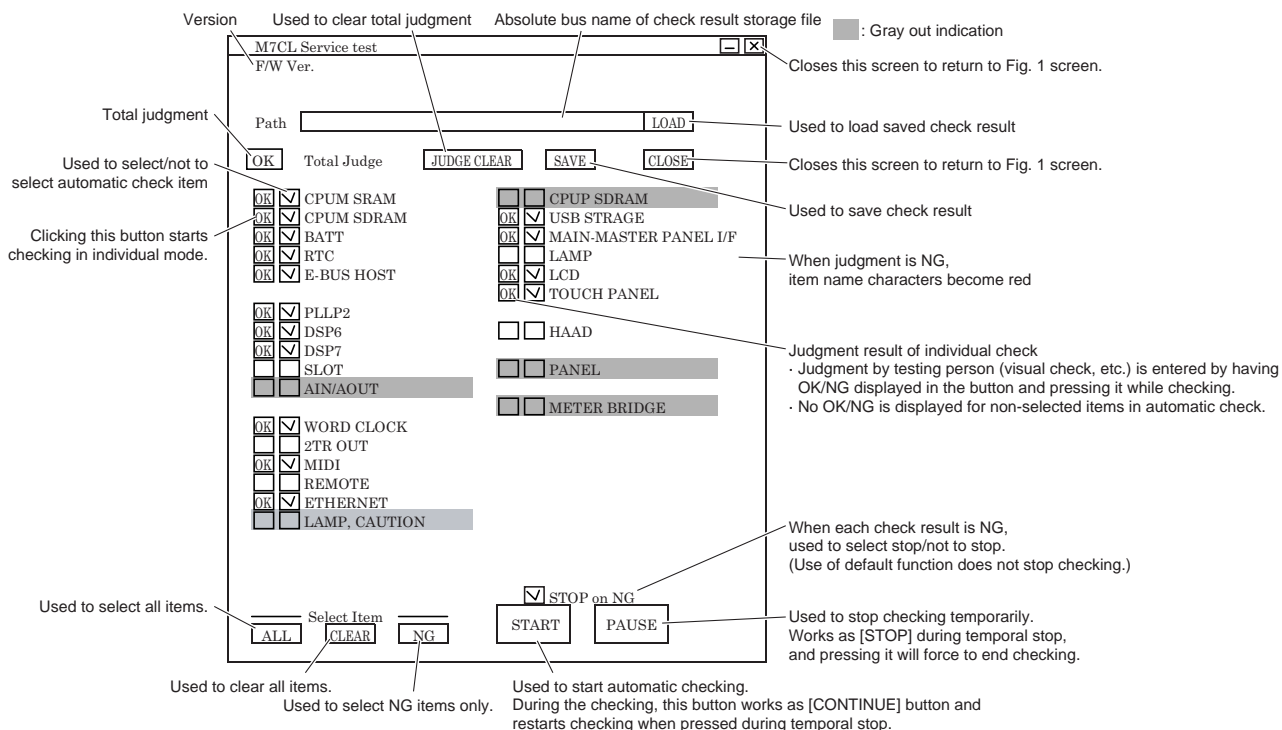 Version
Used to clear total judgment
Absolute bus name of check result storage file
: Gray out indication
M7CL Service test
F/W Ver.
Closes this screen to return to Fig. 1 screen.
Total judgment
Path
LOAD
Used to load saved check result
OK
Total Judge
JUDGE CLEAR
SAVE
CLOSE
Closes this screen to return to Fig. 1 screen.
Used to select/not to
select automatic check item
Clicking this button starts
checking in individual mode.
OK CPUM SRAM
OK CPUM SDRAM
OK BATT
OK RTC
OK E-BUS HOST
OK PLLP2
OK DSP6
OK DSP7
SLOT
AIN/AOUT
OK WORD CLOCK
2TR OUT
OK MIDI
REMOTE
OK ETHERNET
LAMP, CAUTION
CPUP SDRAM
OK USB STRAGE
OK MAIN-MASTER PANEL I/F
LAMP
OK LCD
OK TOUCH PANEL
HAAD
PANEL
METER BRIDGE
Used to save check result
When judgment is NG,
item name characters become red
Judgment result of individual check
· Judgment by testing person (visual check, etc.) is entered by having
OK/NG displayed in the button and pressing it while checking.
· No OK/NG is displayed for non-selected items in automatic check.
When each check result is NG,
used to select stop/not to stop.
(Use of default function does not stop checking.)
STOP on NG
Used to select all items.
Select Item
ALL
CLEAR
NG
START
PAUSE
Used to stop checking temporarily.
Works as [STOP] during temporal stop,
and pressing it will force to end checking.
Used to clear all items.
Used to select NG items only.
Used to start automatic checking.
During the checking, this button works as [CONTINUE] button and
restarts checking when pressed during temporal stop.